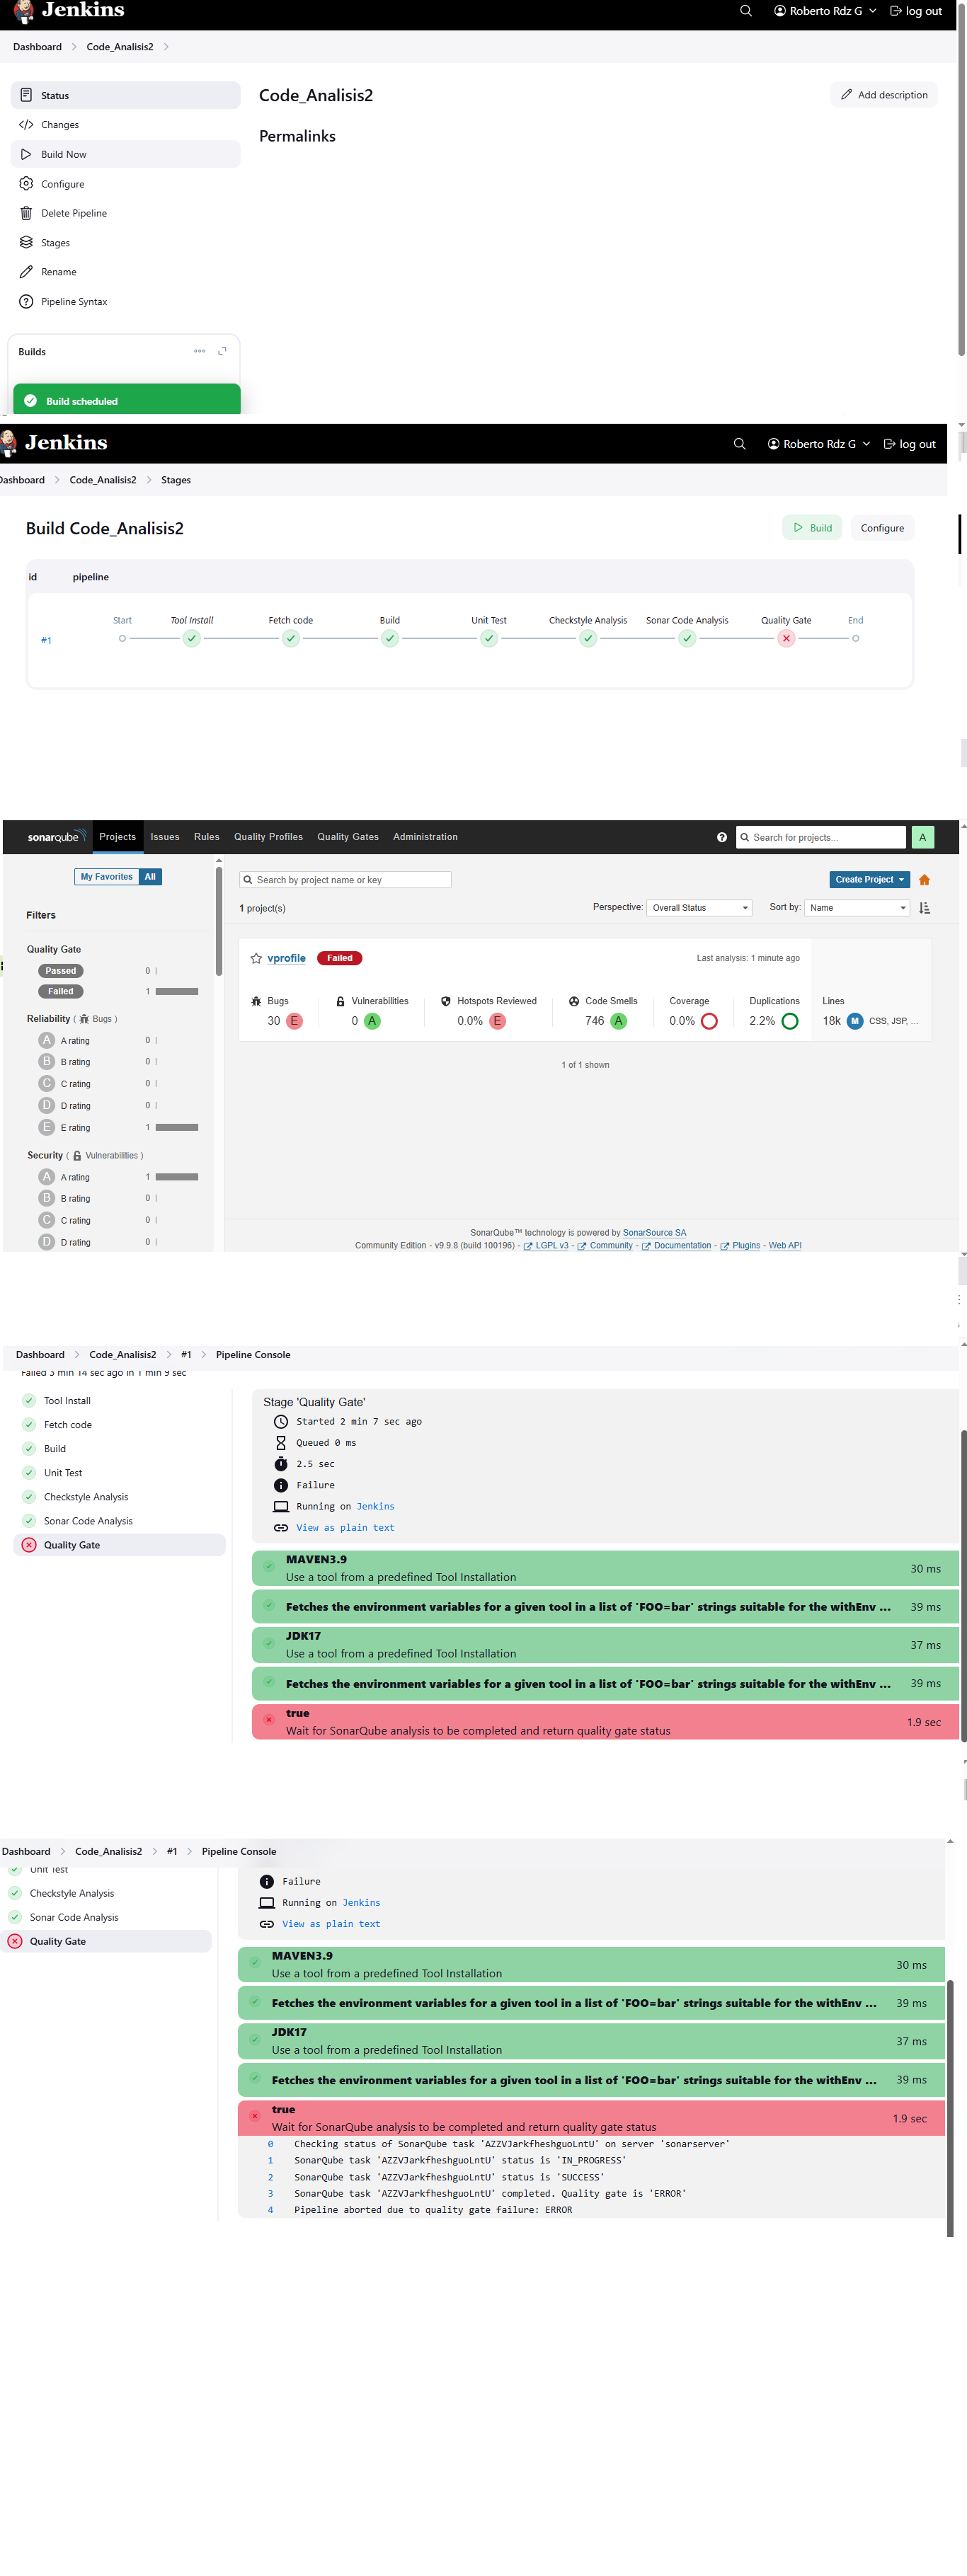 Jenkins
Roberto Rdz G
log out
Dashboard > Code_Analisis2 >
Status
Changes
Build Now
Configure
Delete Pipeline
Stages
Rename
Pipeline Syntax
Builds
Build scheduled
Code_Analisis2
Add description
Permalinks
Jenkins
Roberto Rdz G
log out
Dashboard > Code_Analisis2 > Stages
Build Code_Analisis2
Build
Configure
id pipeline
Start Tool Install Fetch code Build Unit Test Checkstyle Analysis Sonar Code Analysis Quality Gate End
#1
sonarqube Projects Issues Rules Quality Profiles Quality Gates Administration
Search for projects...
A
My Favorites All
Filters
Quality Gate
Passed 0
Failed 1
Reliability ( Bugs )
A A rating 0
B B rating 0
C C rating 0
D D rating 0
E E rating 1
Security ( Vulnerabilities )
A A rating 1
B B rating 0
C C rating 0
D D rating 0
Search by project name or key
Create Project
1 project(s)
Perspective: Overall Status
Sort by: Name
vprofile Failed
Last analysis: 1 minute ago
Bugs Vulnerabilities Hotspots Reviewed Code Smells Coverage Duplications Lines
30 E 0 A 0.0% E 746 A 0.0% 2.2% 18k M CSS, JSP, ...
1 of 1 shown
SonarQube™ technology is powered by SonarSource SA
Community Edition - v9.9.8 (build 100196) - LGPL v3 - Community - Documentation - Plugins - Web API
Dashboard > Code_Analisis2 > #1 > Pipeline Console
Failed 3 min 14 sec ago in 1 min 9 sec
Tool Install
Fetch code
Build
Unit Test
Checkstyle Analysis
Sonar Code Analysis
Quality Gate
Stage 'Quality Gate'
Started 2 min 7 sec ago
Queued 0 ms
2.5 sec
Failure
Running on Jenkins
View as plain text
MAVEN3.9
Use a tool from a predefined Tool Installation
30 ms
Fetches the environment variables for a given tool in a list of 'FOO=bar' strings suitable for the withEnv ...
39 ms
JDK17
Use a tool from a predefined Tool Installation
37 ms
Fetches the environment variables for a given tool in a list of 'FOO=bar' strings suitable for the withEnv ...
39 ms
true
Wait for SonarQube analysis to be completed and return quality gate status
1.9 sec
Dashboard > Code_Analisis2 > #1 > Pipeline Console
Unit Test
Checkstyle Analysis
Sonar Code Analysis
Quality Gate
Failure
Running on Jenkins
View as plain text
MAVEN3.9
Use a tool from a predefined Tool Installation
30 ms
Fetches the environment variables for a given tool in a list of 'FOO=bar' strings suitable for the withEnv ...
39 ms
JDK17
Use a tool from a predefined Tool Installation
37 ms
Fetches the environment variables for a given tool in a list of 'FOO=bar' strings suitable for the withEnv ...
39 ms
true
Wait for SonarQube analysis to be completed and return quality gate status
1.9 sec
0 Checking status of SonarQube task 'AZZVJarkfheshguoLntU' on server 'sonarserver'
1 SonarQube task 'AZZVJarkfheshguoLntU' status is 'IN_PROGRESS'
2 SonarQube task 'AZZVJarkfheshguoLntU' status is 'SUCCESS'
3 SonarQube task 'AZZVJarkfheshguoLntU' completed. Quality gate is 'ERROR'
4 Pipeline aborted due to quality gate failure: ERROR